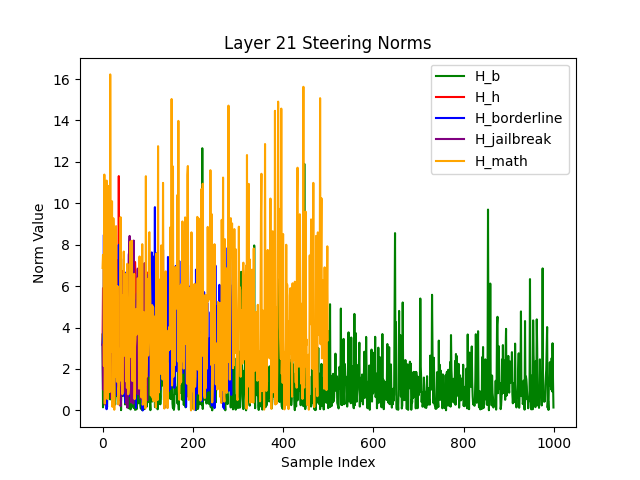 Layer 21 Steering Norms
H_b
H_h
H_borderline
H_jailbreak
H_math
Norm Value
16
14
12
10
8
6
4
2
0
0 200 400 600 800 1000
Sample Index